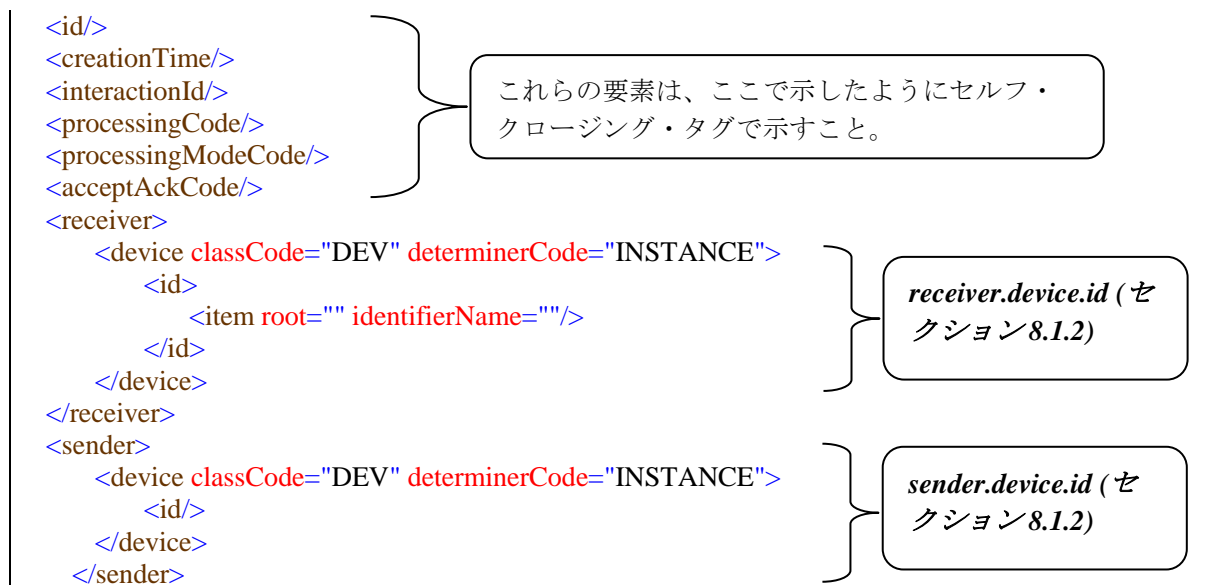 <id/>
<creationTime/>
<interactionId/>
<processingCode/>
<processingModeCode/>
<acceptAckCode/>
これらの要素は、ここで示したようにセルフ・
クロージング・タグで示すこと。
<receiver>
<device classCode="DEV" determinerCode="INSTANCE">
<id>
<item root="" identifierName=""/>
</id>
</device>
receiver.device.id (セ
クション 8.1.2)
</receiver>
<sender>
<device classCode="DEV" determinerCode="INSTANCE">
<id/>
</device>
sender.device.id (セ
クション 8.1.2)
</sender>